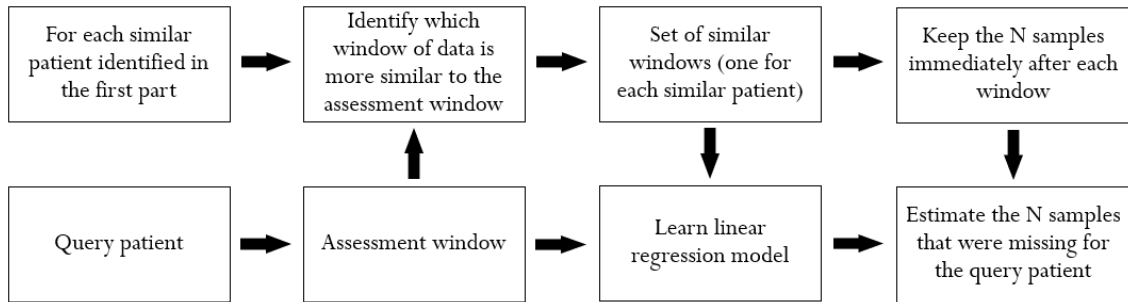 For each similar
patient identified in
the first part
Identify which
window of data is
more similar to the
assessment window
Set of similar
windows (one for
each similar patient)
Keep the N samples
immediately after each
window
Query patient
Assessment window
Learn linear
regression model
Estimate the N samples
that were missing for
the query patient